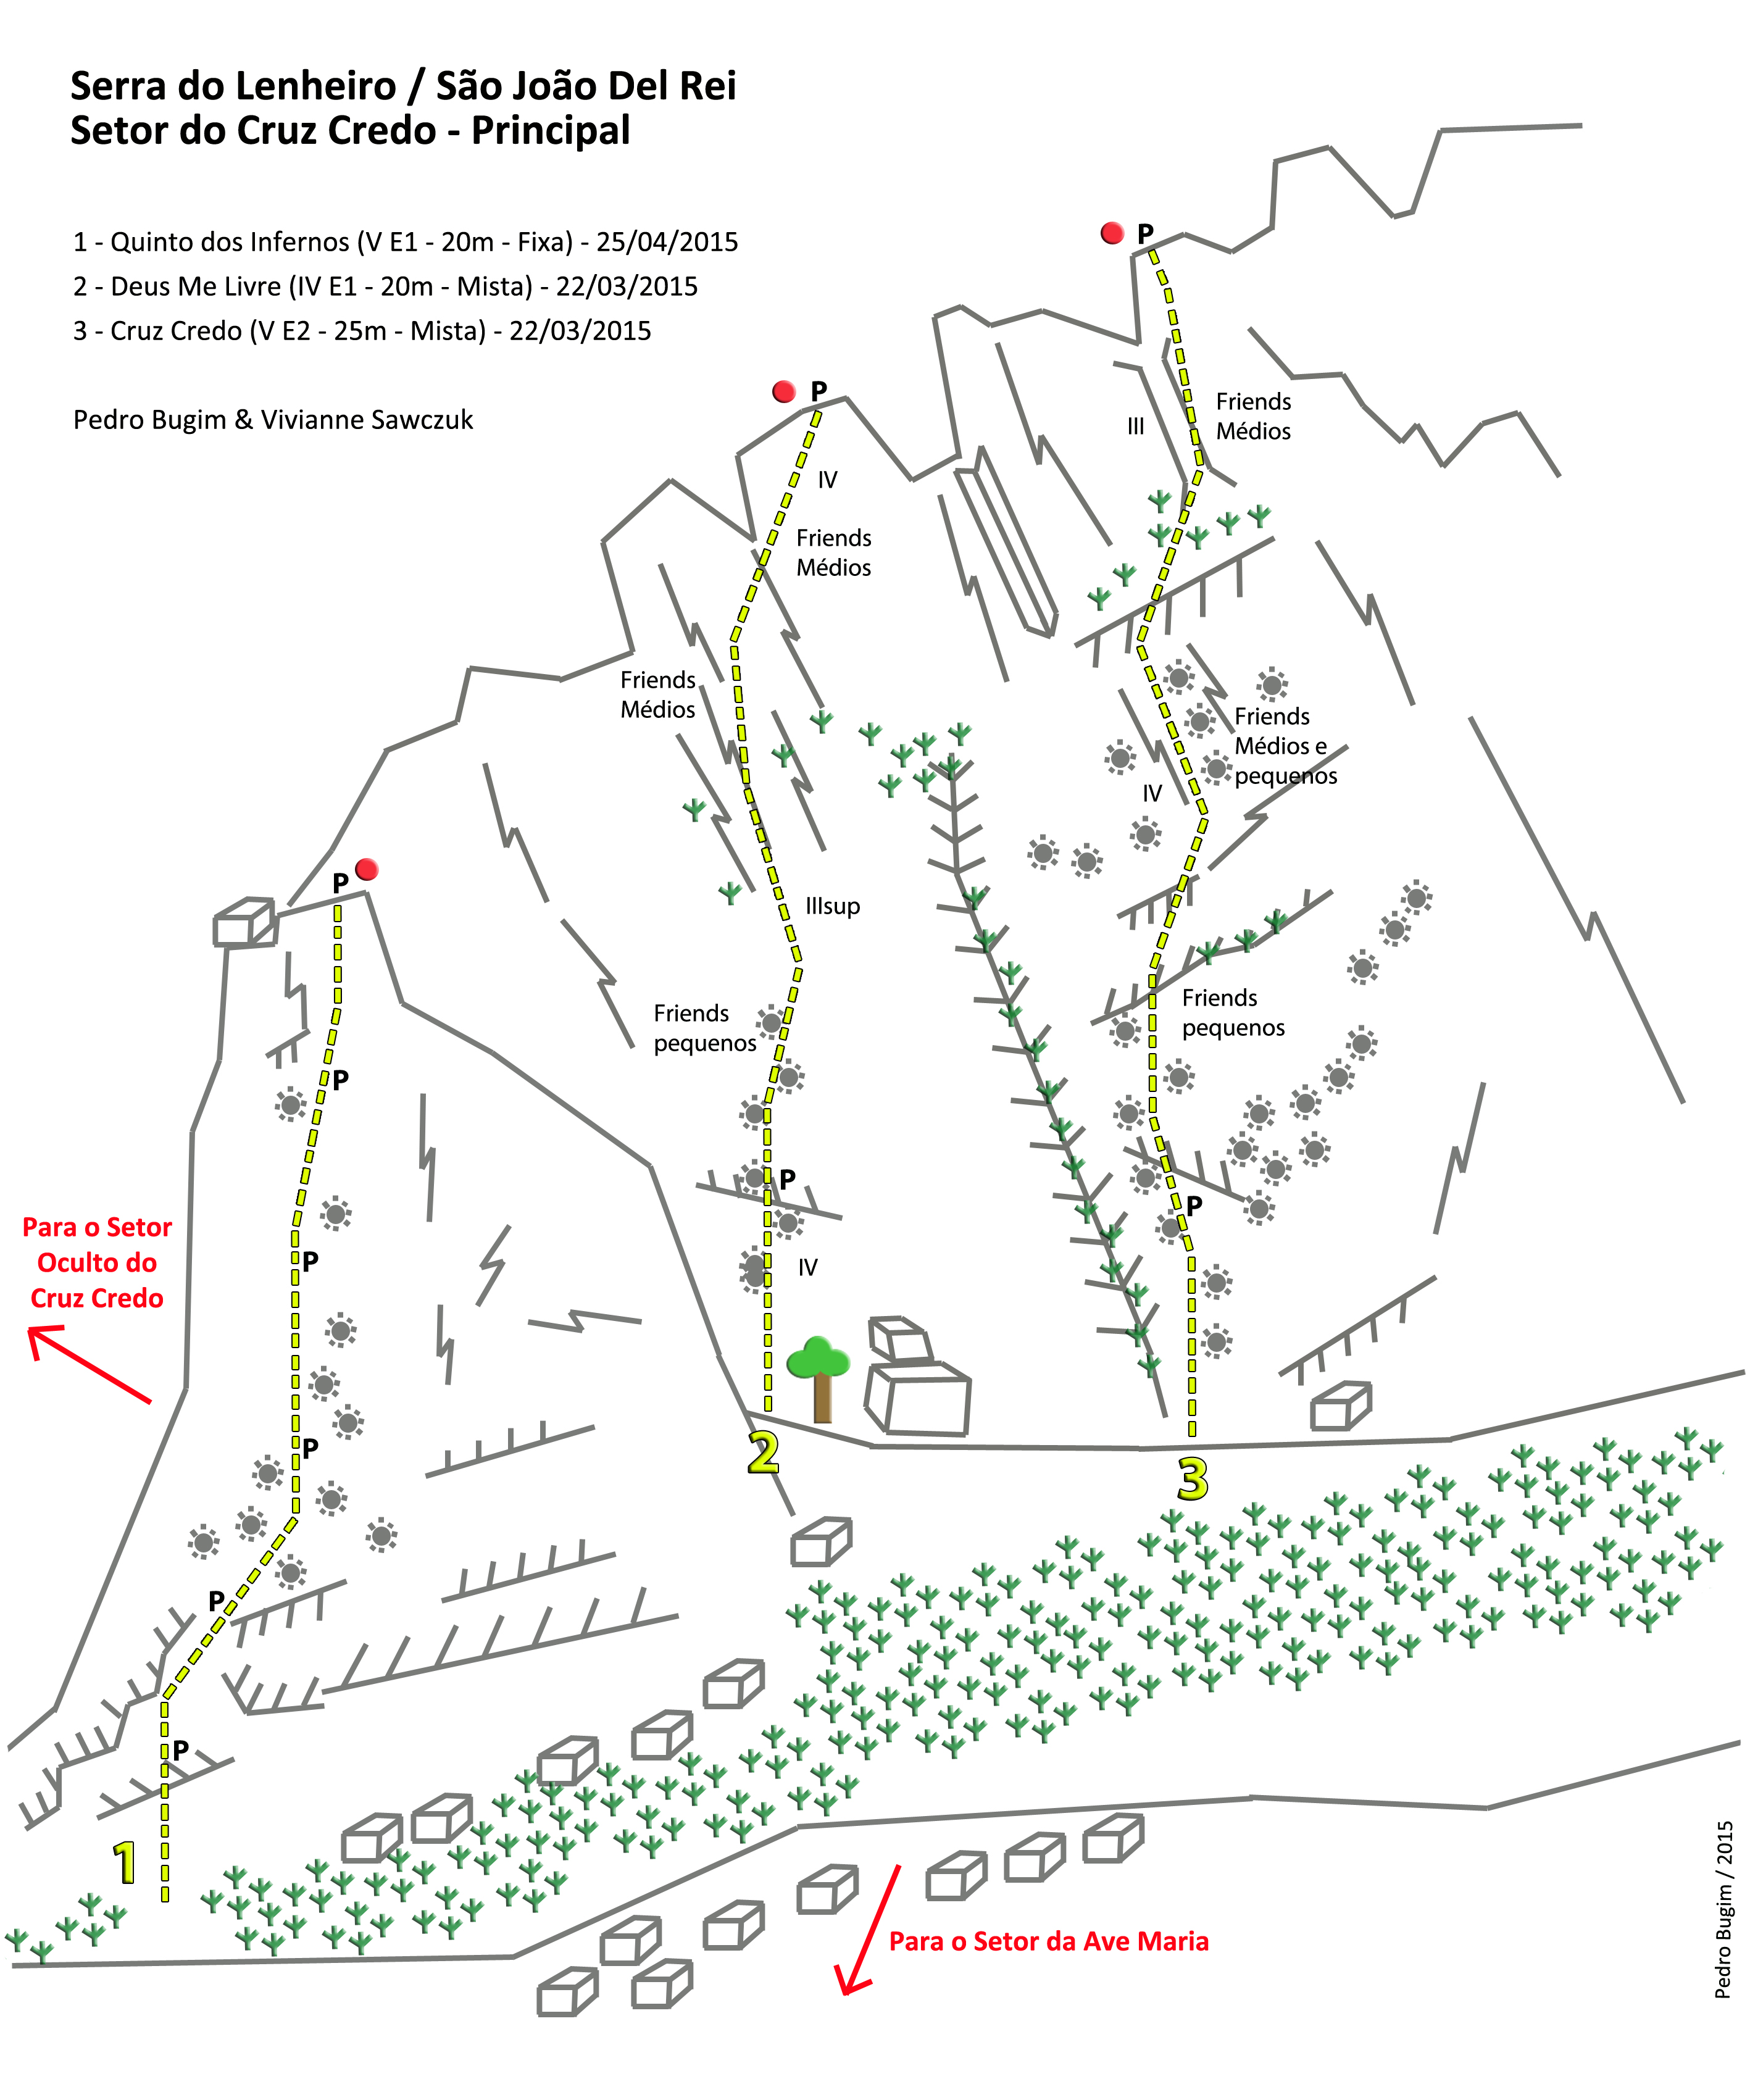 Serra do Lenheiro / São João Del Rei
Setor do Cruz Credo - Principal
1 - Quinto dos Infernos (V E1 - 20m - Fixa) - 25/04/2015
2 - Deus Me Livre (IV E1 - 20m - Mista) - 22/03/2015
3 - Cruz Credo (V E2 - 25m - Mista) - 22/03/2015
Pedro Bugim & Vivianne Sawczuk
P
Friends
Médios
III
P
IV
Friends
Médios
Friends
Médios
Friends
Médios e
pequenos
IV
P
IIIsup
Friends
pequenos
Friends
pequenos
P
P
P
Para o Setor
Oculto do
Cruz Credo
P
IV
P
2
3
P
P
1
Para o Setor da Ave Maria
Pedro Bugim / 2015